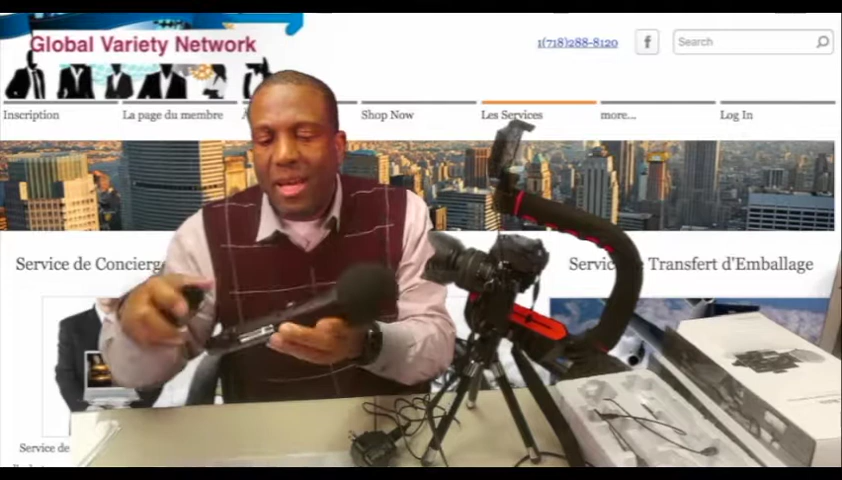 Global Variety Network
1(718)288-8120
f
Search
Inscription La page du membre Shop Now Les Services more... Log In
Service de Concierg
Transfert d'Emballage
Service de